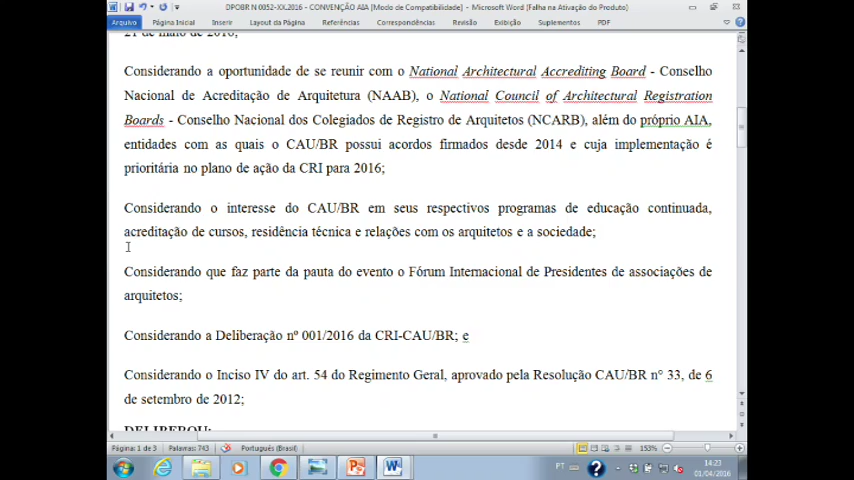 DPOBR N 0052-XX.2016 - CONVENÇÃO AIA [Modo de Compatibilidade] - Microsoft Word (Falha na Ativação do Produto)
Arquivo Página Inicial Inserir Layout da Página Referências Correspondências Revisão Exibição Suplementos PDF
21 de maio de 2016;
Considerando a oportunidade de se reunir com o National Architectural Accrediting Board - Conselho
Nacional de Acreditação de Arquitetura (NAAB), o National Council of Architectural Registration
Boards - Conselho Nacional dos Colegiados de Registro de Arquitetos (NCARB), além do próprio AIA,
entidades com as quais o CAU/BR possui acordos firmados desde 2014 e cuja implementação é
prioritária no plano de ação da CRI para 2016;
Considerando o interesse do CAU/BR em seus respectivos programas de educação continuada,
acreditação de cursos, residência técnica e relações com os arquitetos e a sociedade;
Considerando que faz parte da pauta do evento o Fórum Internacional de Presidentes de associações de
arquitetos;
Considerando a Deliberação nº 001/2016 da CRI-CAU/BR; e
Considerando o Inciso IV do art. 54 do Regimento Geral, aprovado pela Resolução CAU/BR n° 33, de 6
de setembro de 2012;
DELIBEROU:
Página: 1 de 3 Palavras: 743 Português (Brasil) 153%
PT 14:23
01/04/2016